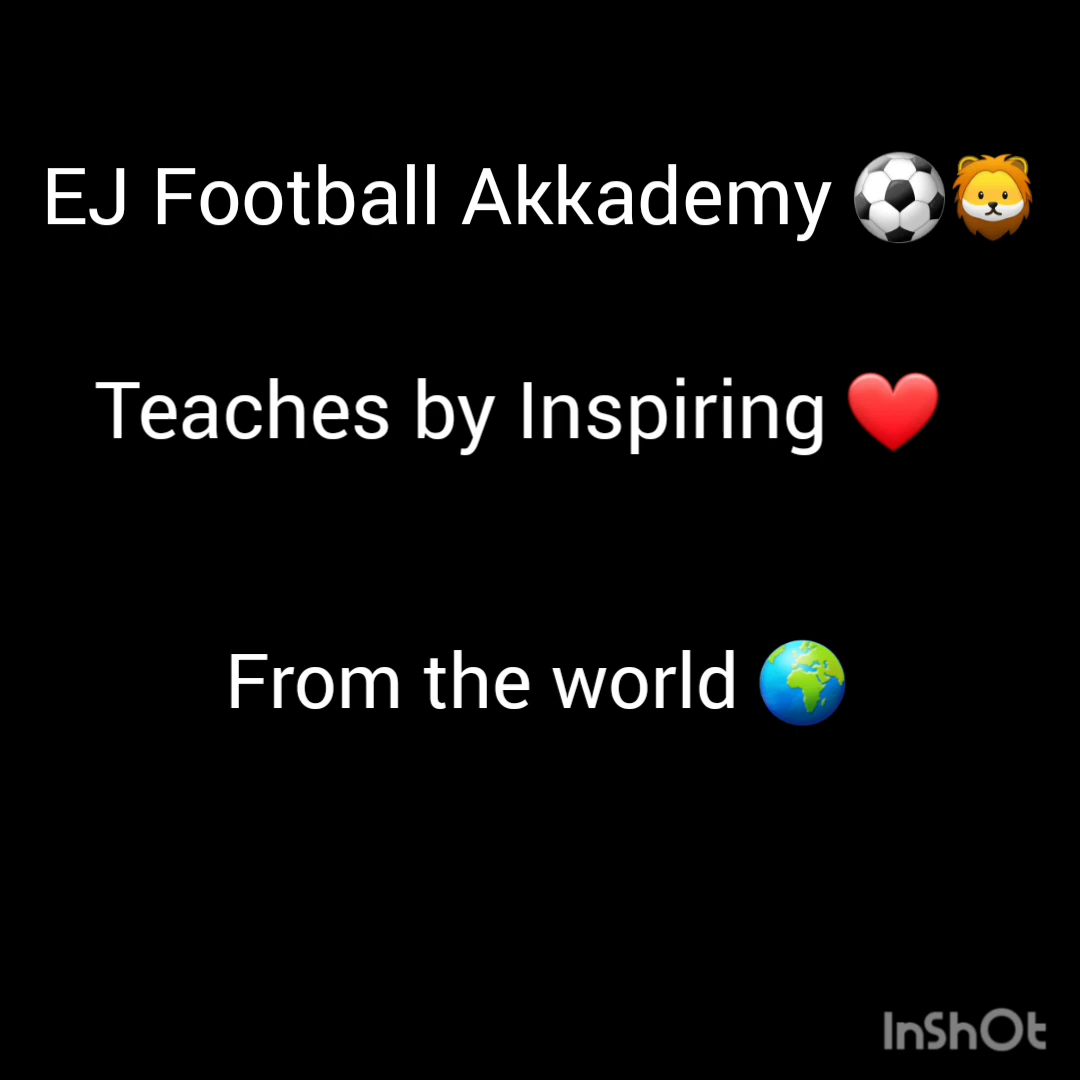 EJ Football Akkademy ⚽🦁
Teaches by Inspiring ❤️
From the world 🌍
InShOt